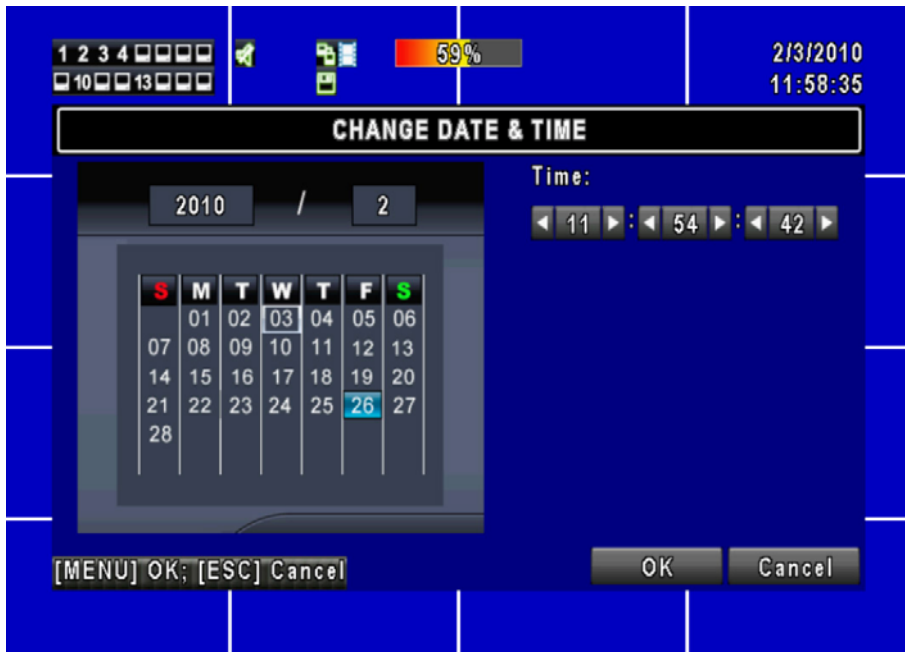 1 2 3 4
59%
2/3/2010
10 13
11:58:35
CHANGE DATE & TIME
Time:
2010 / 2
11 : 54 : 42
S M T W T F S
01 02 03 04 05 06
07 08 09 10 11 12 13
14 15 16 17 18 19 20
21 22 23 24 25 26 27
28
[MENU] OK; [ESC] Cancel
OK
Cancel